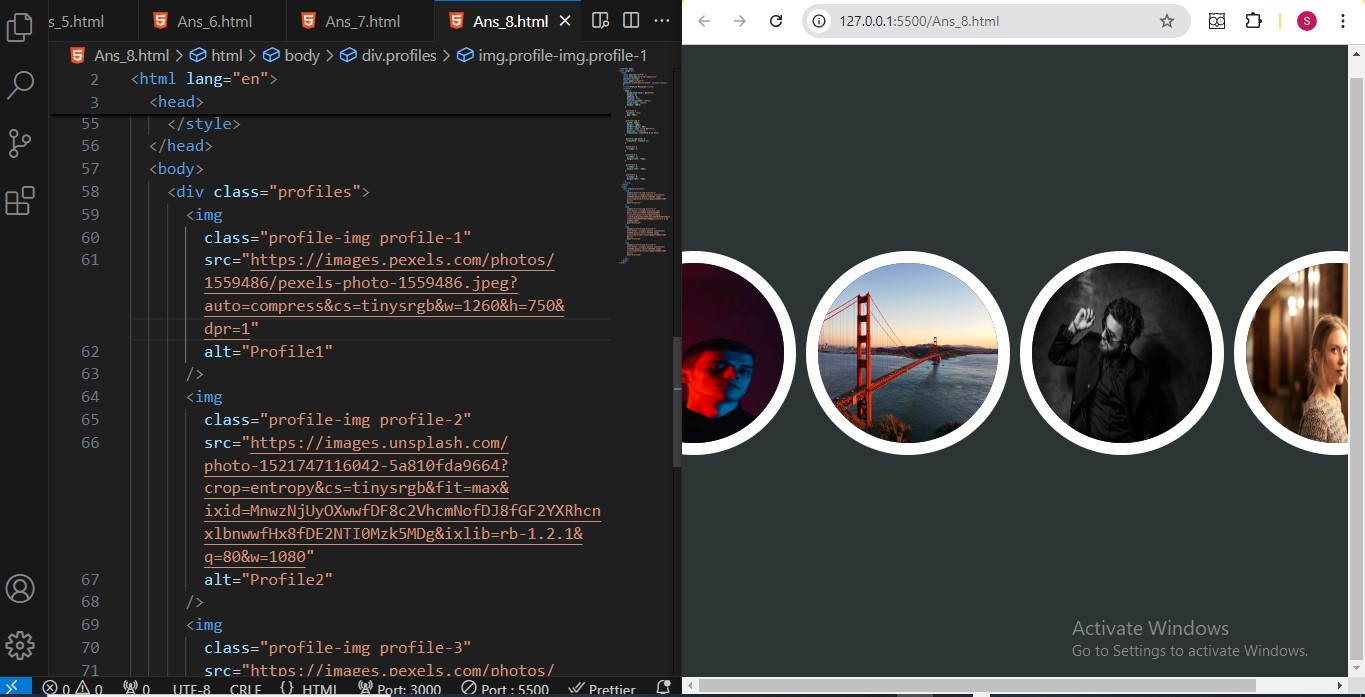 s_5.html
Ans_6.html
Ans_7.html
Ans_8.html
Ans_8.html > html > body > div.profiles > img.profile-img.profile-1
2 <html lang="en">
3 <head>
55 </style>
56 </head>
57 <body>
58 <div class="profiles">
59 <img
60 class="profile-img profile-1"
61 src="https://images.pexels.com/photos/
1559486/pexels-photo-1559486.jpeg?
auto=compress&cs=tinysrgb&w=1260&h=750&
dpr=1"
62 alt="Profile1"
63 />
64 <img
65 class="profile-img profile-2"
66 src="https://images.unsplash.com/
photo-1521747116042-5a810fda9664?
crop=entropy&cs=tinysrgb&fit=max&
ixid=MnwzNjUyOXwwfDF8c2VhcmNofDJ8fGF2YXRhcn
xlbnwwfHx8fDE2NTI0Mzk5MDg&ixlib=rb-1.2.1&
q=80&w=1080"
67 alt="Profile2"
68 />
69 <img
70 class="profile-img profile-3"
71 src="https://images.pexels.com/photos/
0 0 0 UTF-8 CRLF {} HTML Port: 3000 Port : 5500 Prettier
127.0.0.1:5500/Ans_8.html
S
Activate Windows
Go to Settings to activate Windows.